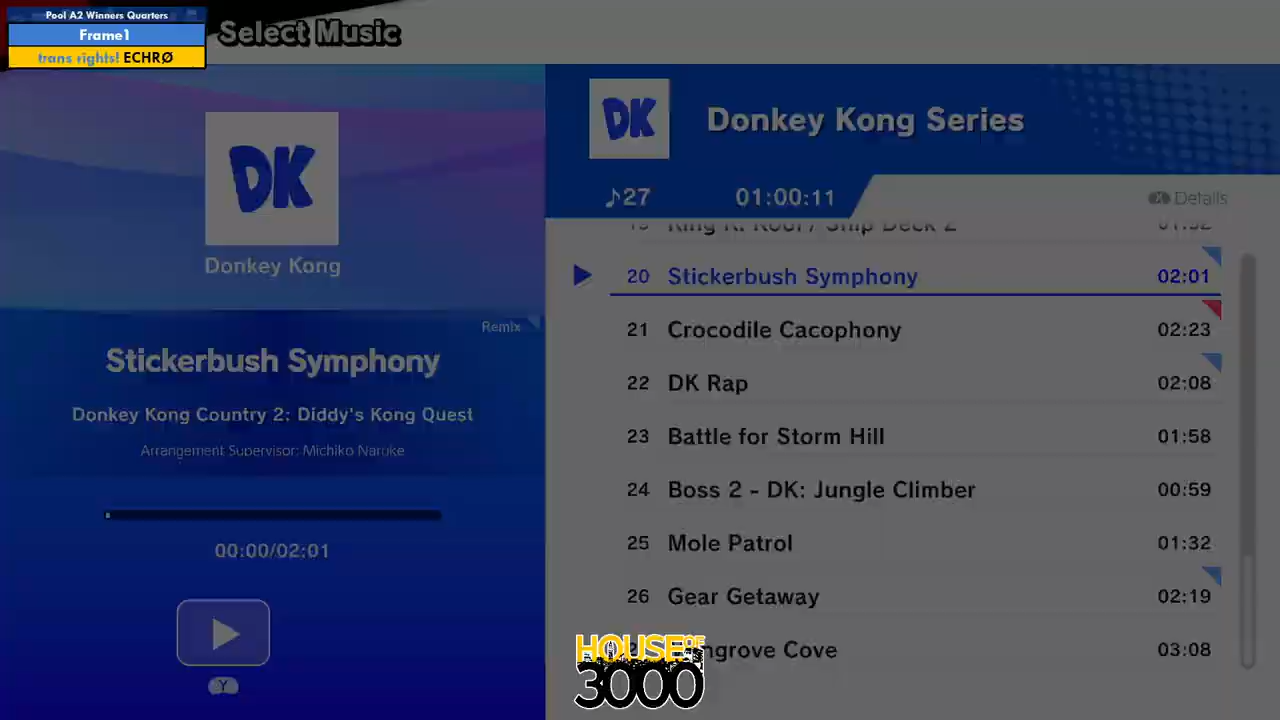 Pool A2 Winners Quarters
Frame1
trans rights! ECHRØ
Select Music
DK
Donkey Kong
Remix
Stickerbush Symphony
Donkey Kong Country 2: Diddy's Kong Quest
Arrangement Supervisor: Michiko Naruke
00:00/02:01
Y
DK
Donkey Kong Series
♪27 01:00:11
X Details
20 Stickerbush Symphony 02:01
21 Crocodile Cacophony 02:23
22 DK Rap 02:08
23 Battle for Storm Hill 01:58
24 Boss 2 - DK: Jungle Climber 00:59
25 Mole Patrol 01:32
26 Gear Getaway 02:19
ngrove Cove 03:08
HOUSE OF
3000